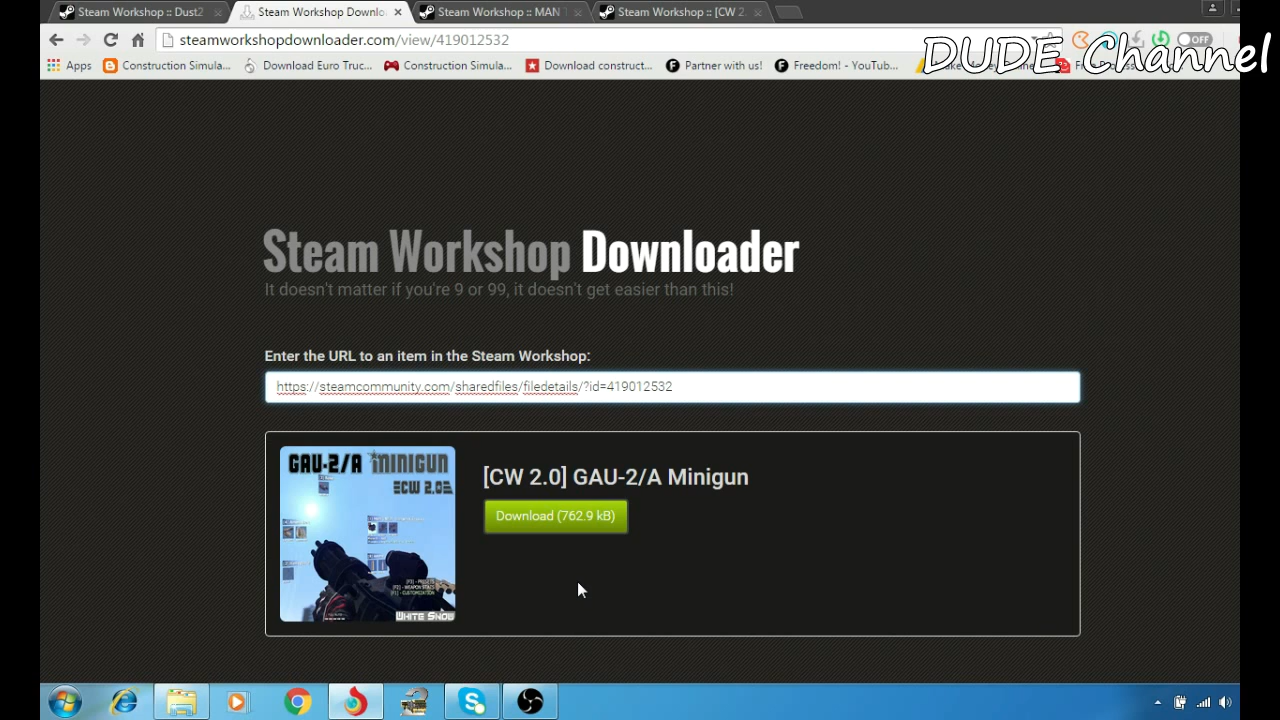 Steam Workshop :: Dust2
Steam Workshop Downlo
Steam Workshop :: MAN T
Steam Workshop :: [CW 2.
steamworkshopdownloader.com/view/419012532
OFF
DUDE Channel
Apps
Construction Simula...
Download Euro Truc...
Construction Simula...
Download construct...
Partner with us!
Freedom! - YouTub...
Steam Workshop Downloader
It doesn't matter if you're 9 or 99, it doesn't get easier than this!
Enter the URL to an item in the Steam Workshop:
https://steamcommunity.com/sharedfiles/filedetails/?id=419012532
GAU-2/A MINIGUN
CW 2.0
[CW 2.0] GAU-2/A Minigun
Download (762.9 kB)
WHITE SNOW